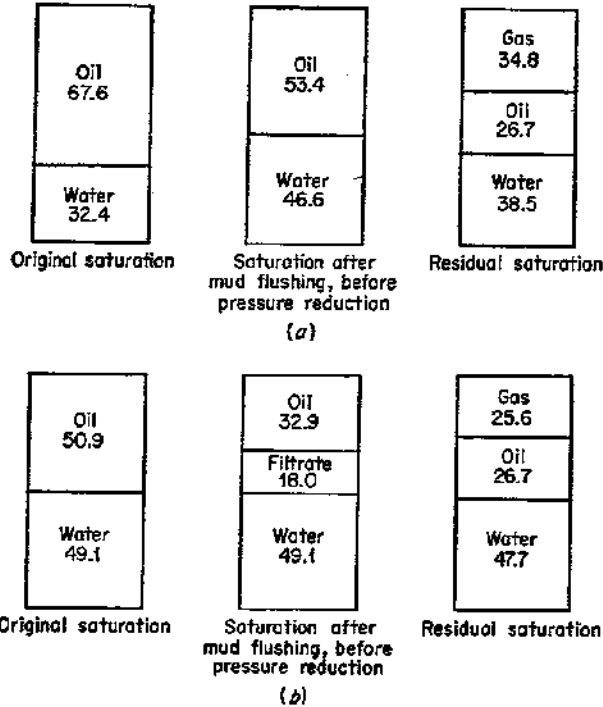 Oil
67.6
Water
32.4
Original saturation
Oil
53.4
Water
46.6
Saturation after
mud flushing, before
pressure reduction
Gas
34.8
Oil
26.7
Water
38.5
Residual saturation
(a)
Oil
50.9
Water
49.1
Original saturation
Oil
32.9
Filtrate
18.0
Water
49.1
Saturation after
mud flushing, before
pressure reduction
Gas
25.6
Oil
26.7
Water
47.7
Residual saturation
(b)